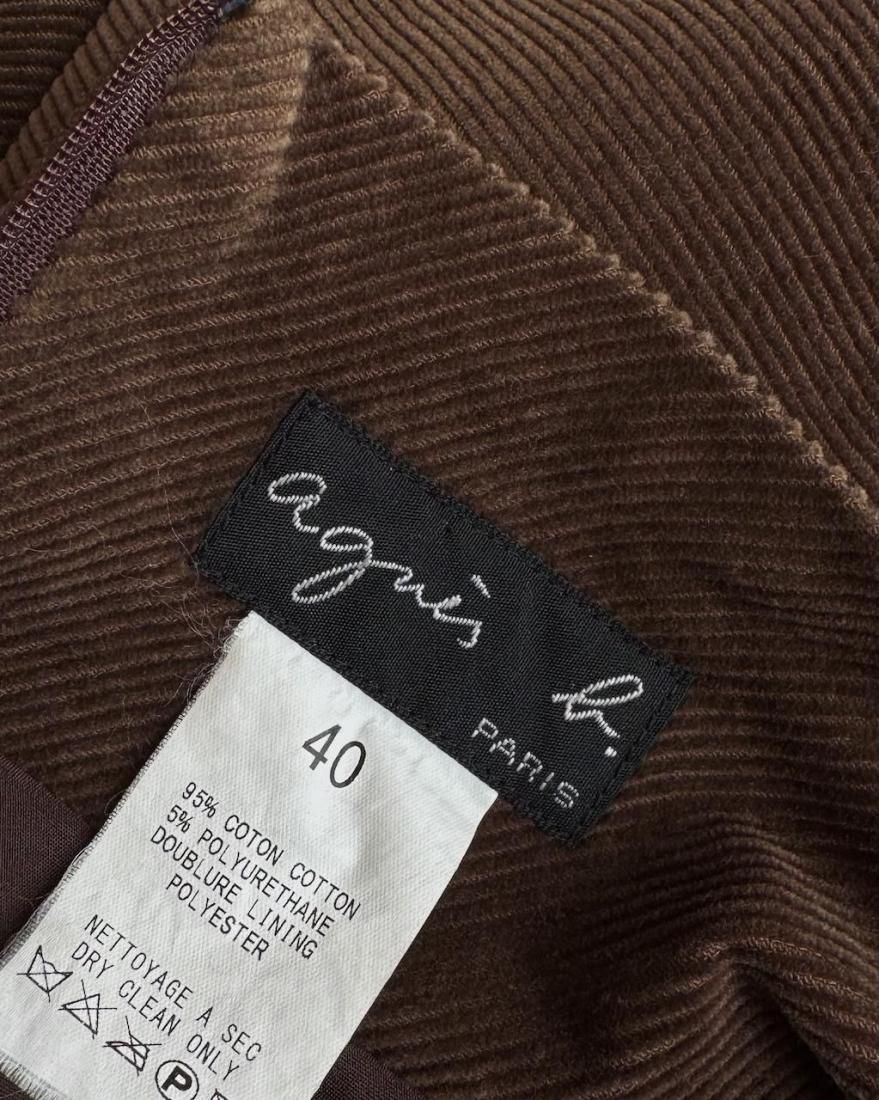 agnès b.
PARIS
40
95% COTON COTTON
5% POLYURETHANE
DOUBLURE LINING
POLYESTER
NETTOYAGE A SEC
DRY CLEAN ONLY
P